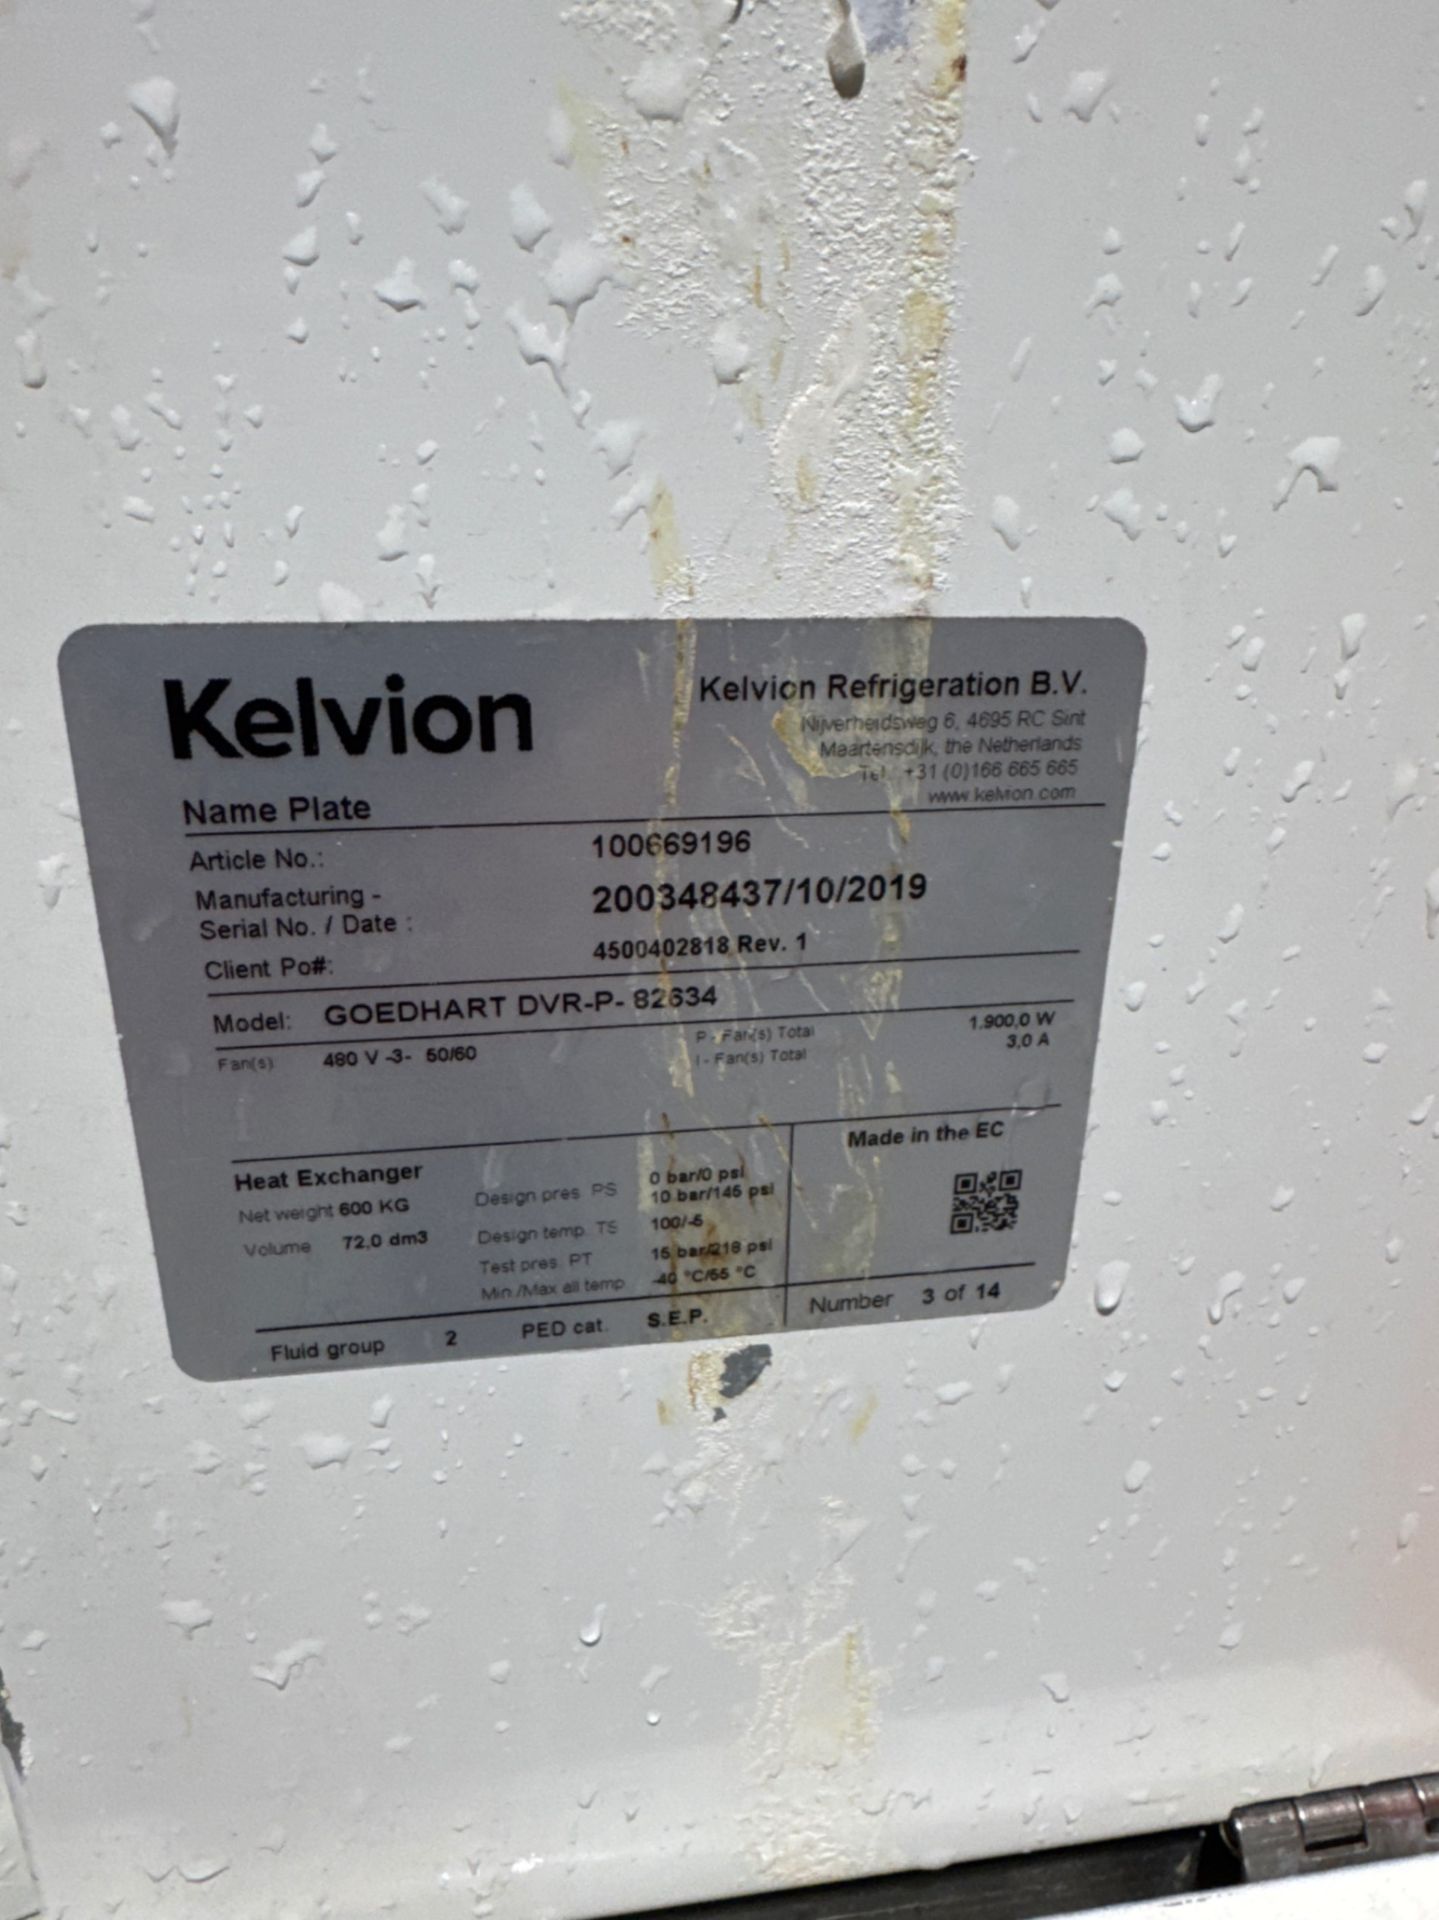 Kelvion
Kelvion Refrigeration B.V.
Nijverheidsweg 6, 4695 RC Sint
Maartensdijk, the Netherlands
Tel.: +31 (0)166 665 665
www.kelvion.com
Name Plate
Article No.: 100669196
Manufacturing -
Serial No. / Date : 200348437/10/2019
Client Po#: 4500402818 Rev. 1
Model: GOEDHART DVR-P- 82634
Fan(s) 480 V -3- 50/60 P - Fan(s) Total 1.900,0 W
I - Fan(s) Total 3,0 A
Heat Exchanger
Net weight 600 KG
Volume 72,0 dm3
Design pres. PS 0 bar/0 psi
10 bar/145 psi
Design temp. TS 100/-5
Test pres. PT 15 bar/218 psi
Min./Max all temp -40 °C/55 °C
Made in the EC
Fluid group 2 PED cat. S.E.P.
Number 3 of 14